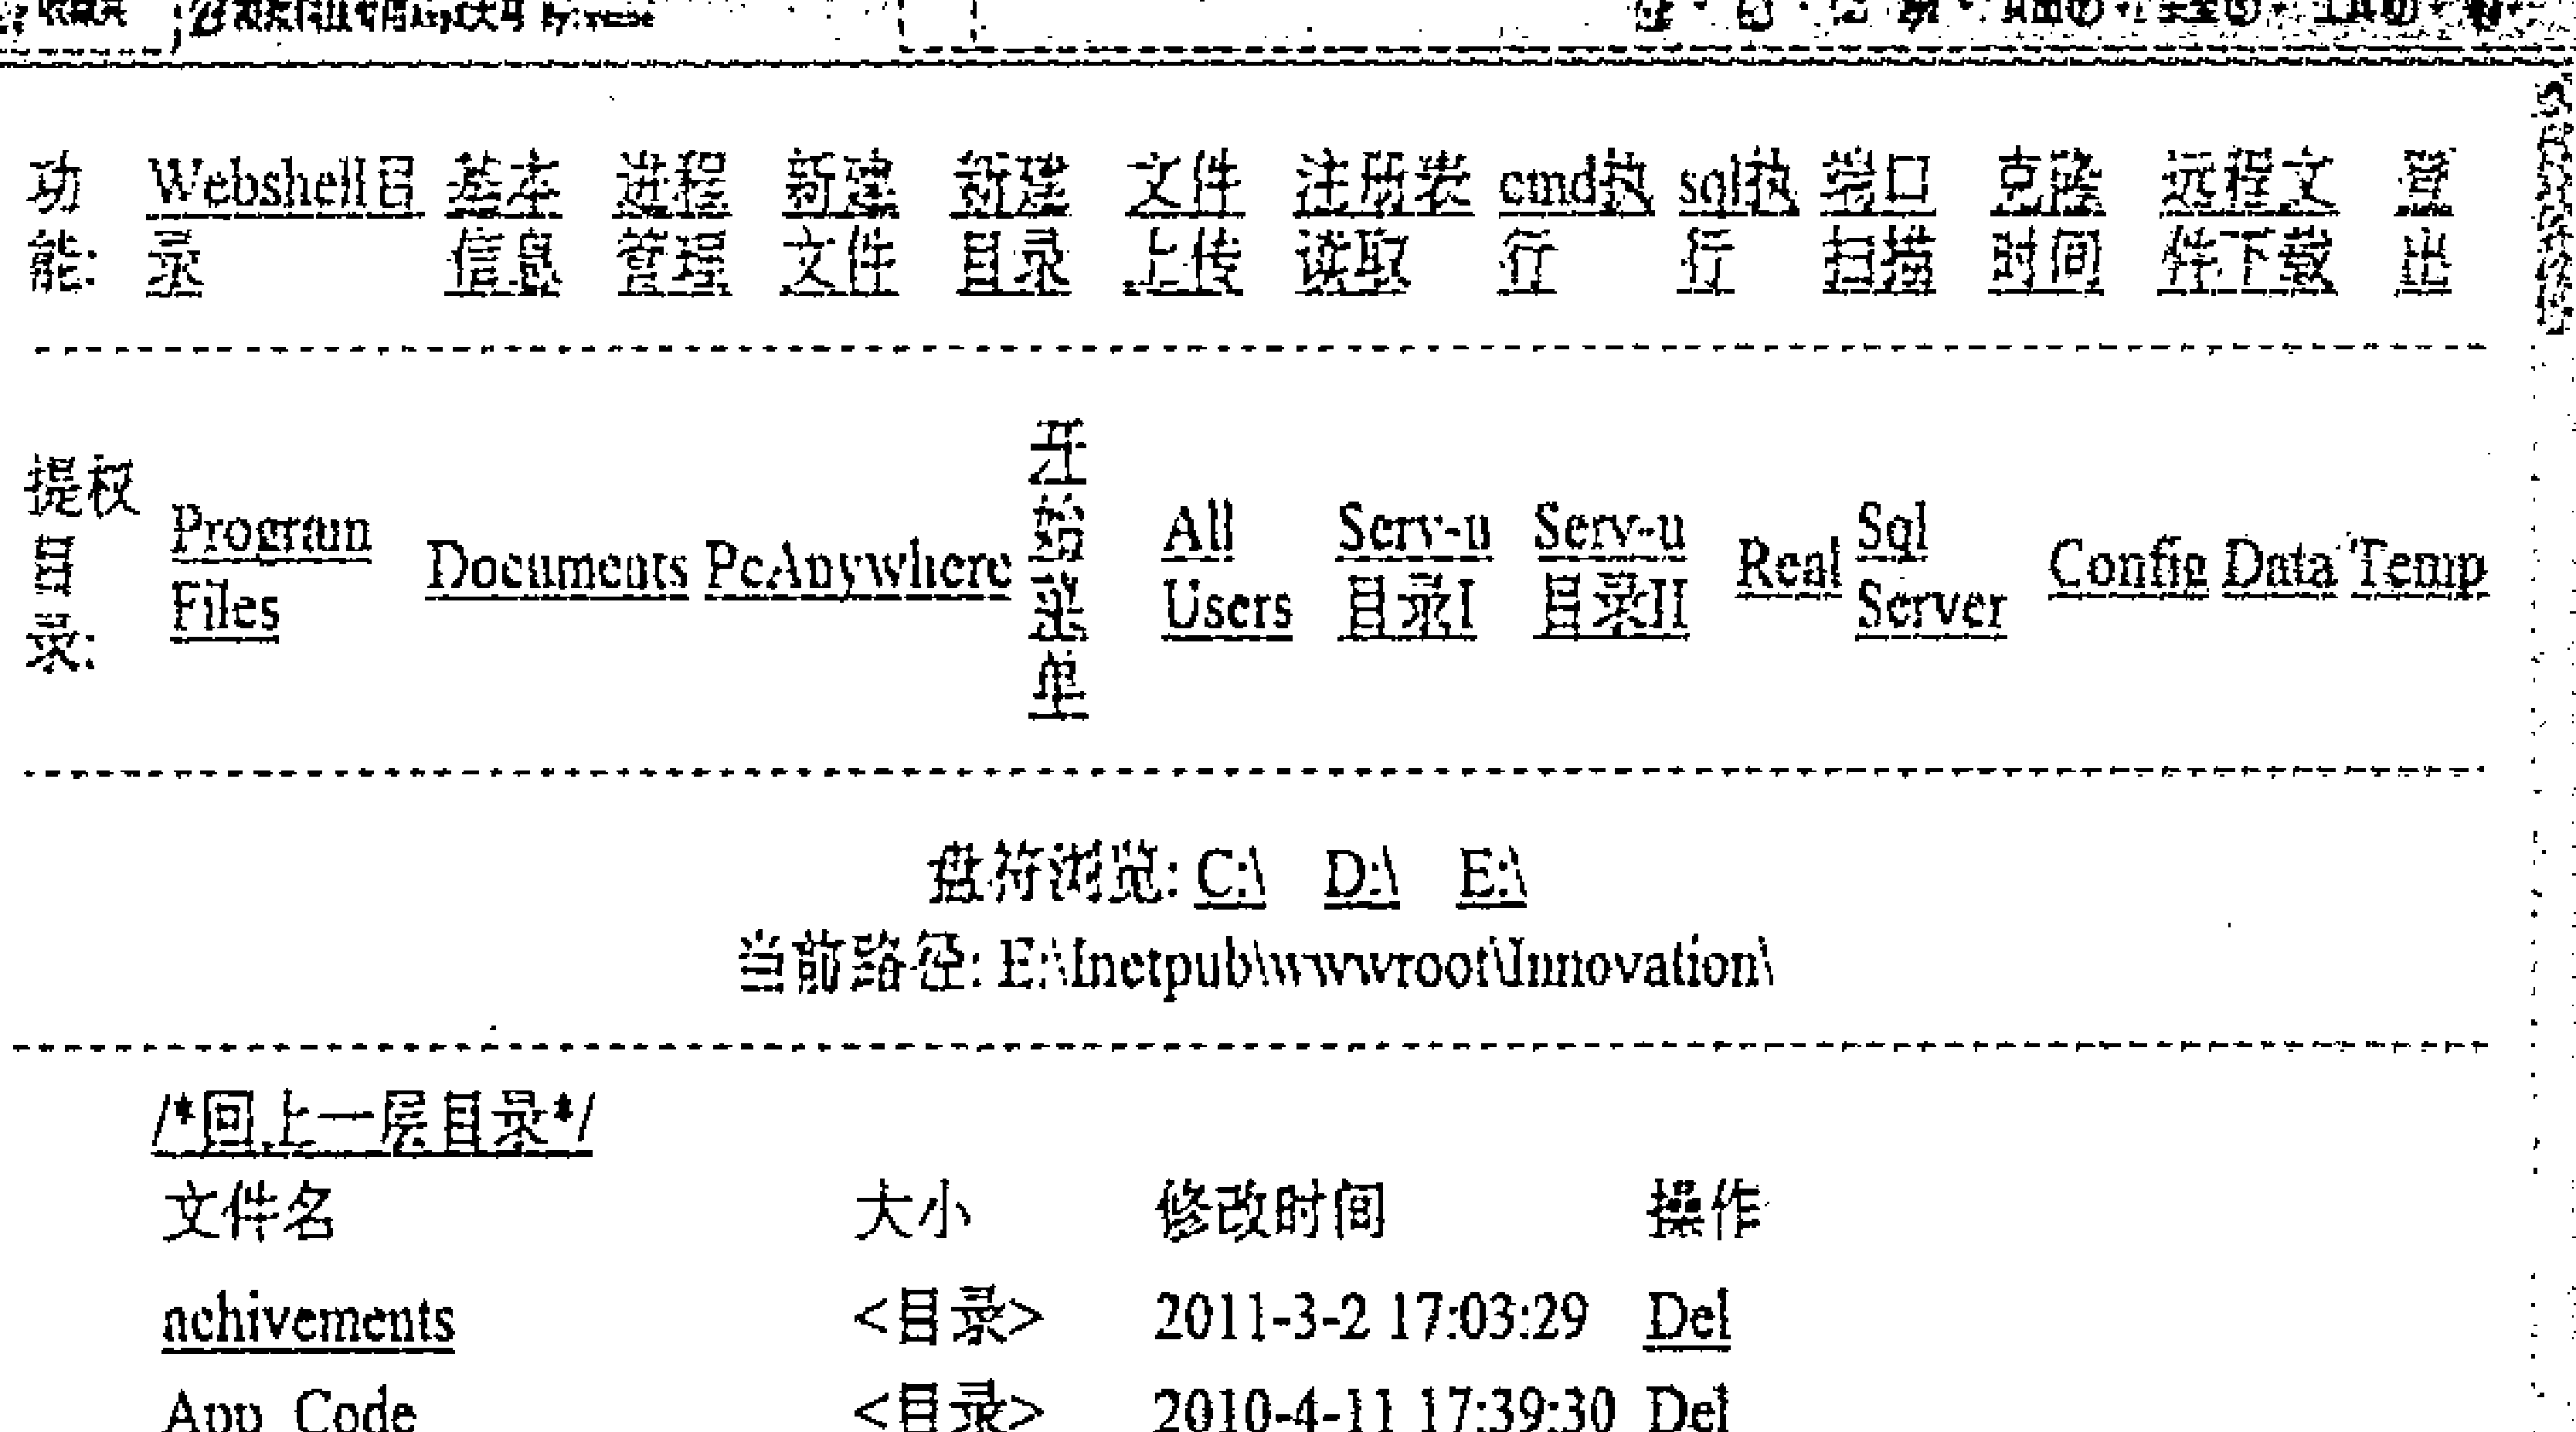 收藏夹
功能: Webshell目录 基本信息 进程管理 新建文件 新建目录 文件上传 注册表读取 cmd执行 sql执行 端口扫描 克隆时间 远程文件下载 登出
提权目录: Program Files Documents PcAnywhere 开始菜单 All Users Serv-u目录I Serv-u目录II Real Sql Server Config Data Temp
盘符浏览: C:\ D:\ E:\
当前路径: E:\Inetpub\wwwroot\Innovation\
/*回上一层目录*/
文件名 大小 修改时间 操作
achivements <目录> 2011-3-2 17:03:29 Del
App_Code <目录> 2010-4-11 17:39:30 Del